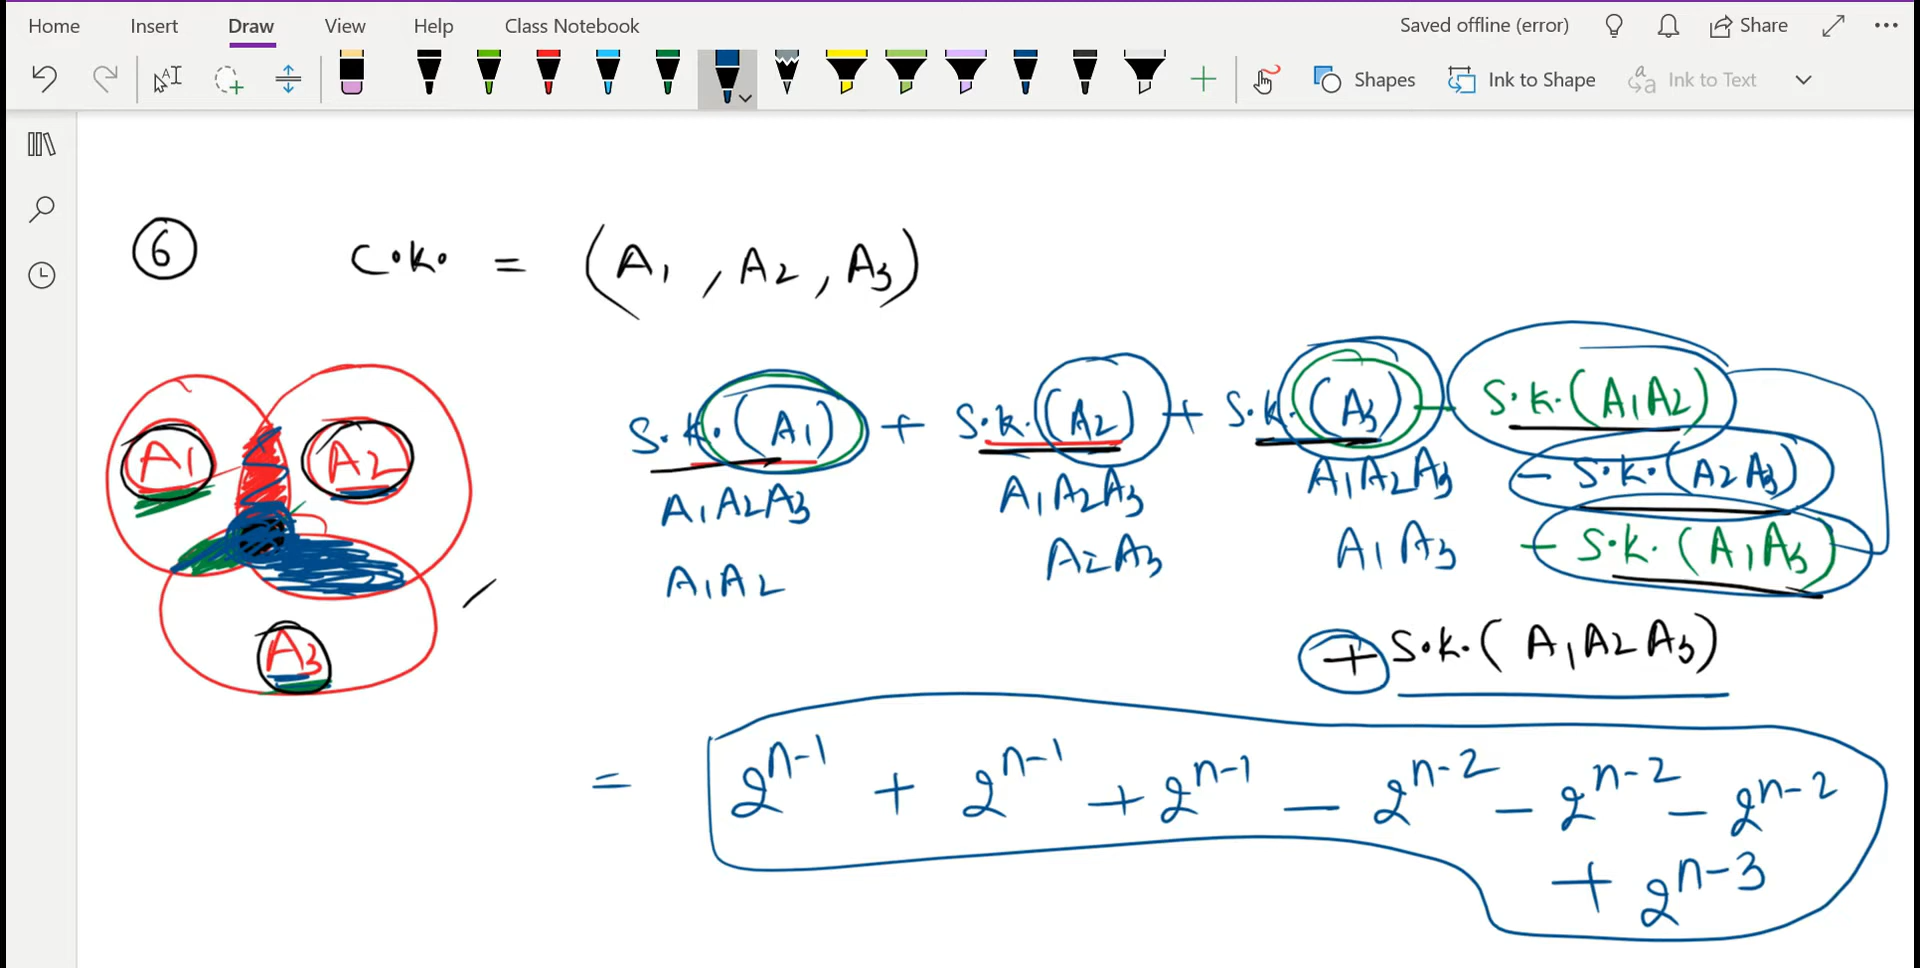 Home Insert Draw View Help Class Notebook Saved offline (error) Share
Shapes Ink to Shape Ink to Text
6 C.K. = (A1, A2, A3)
S.K.(A1) + S.K.(A2) + S.K.(A3) - S.K.(A1A2)
A1A2A3 A1A2A3 A1A2A3 - S.K.(A2A3)
A1A2 A2A3 A1A3 - S.K.(A1A3)
+ S.K.(A1A2A3)
A1 A2
A3
= 2^{n-1} + 2^{n-1} + 2^{n-1} - 2^{n-2} - 2^{n-2} - 2^{n-2}
+ 2^{n-3}